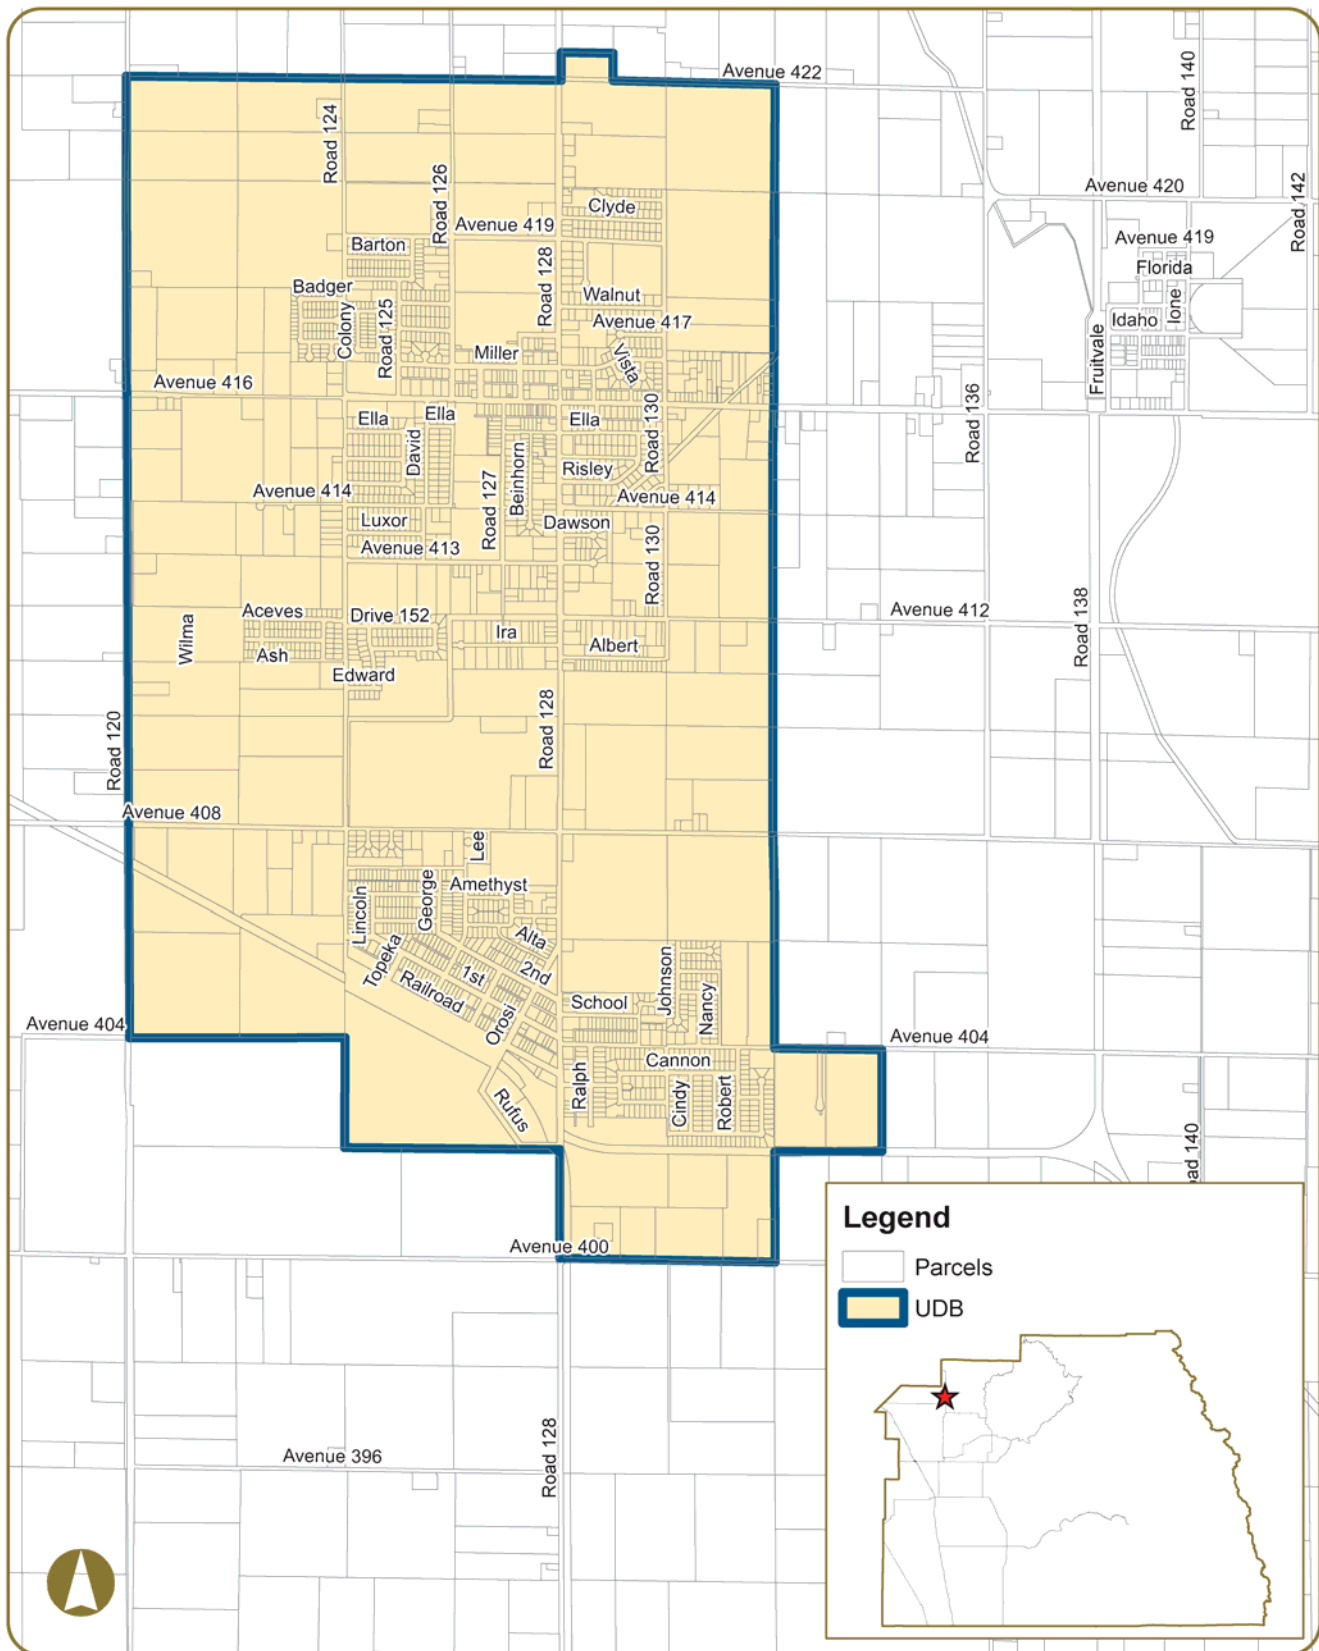 Avenue 422
Road 140
Road 124
Road 126
Avenue 420
Road 142
Clyde
Avenue 419
Barton
Road 128
Avenue 419
Florida
Badger
Walnut
Ione
Colony
Road 125
Avenue 417
Idaho
Miller
Vista
Fruitvale
Avenue 416
Road 136
Ella
Ella
Ella
Road 130
David
Beinhorn
Risley
Avenue 414
Road 127
Avenue 414
Luxor
Dawson
Avenue 413
Road 130
Aceves
Drive 152
Avenue 412
Road 138
Wilma
Ira
Albert
Ash
Edward
Road 120
Road 128
Avenue 408
Lee
Lincoln
George
Amethyst
Alta
Topeka
1st
2nd
Johnson
Railroad
School
Nancy
Orosi
Avenue 404
Avenue 404
Cannon
Ralph
Cindy
Robert
Rufus
ad 140
Avenue 400
Legend
Parcels
UDB
Avenue 396
Road 128